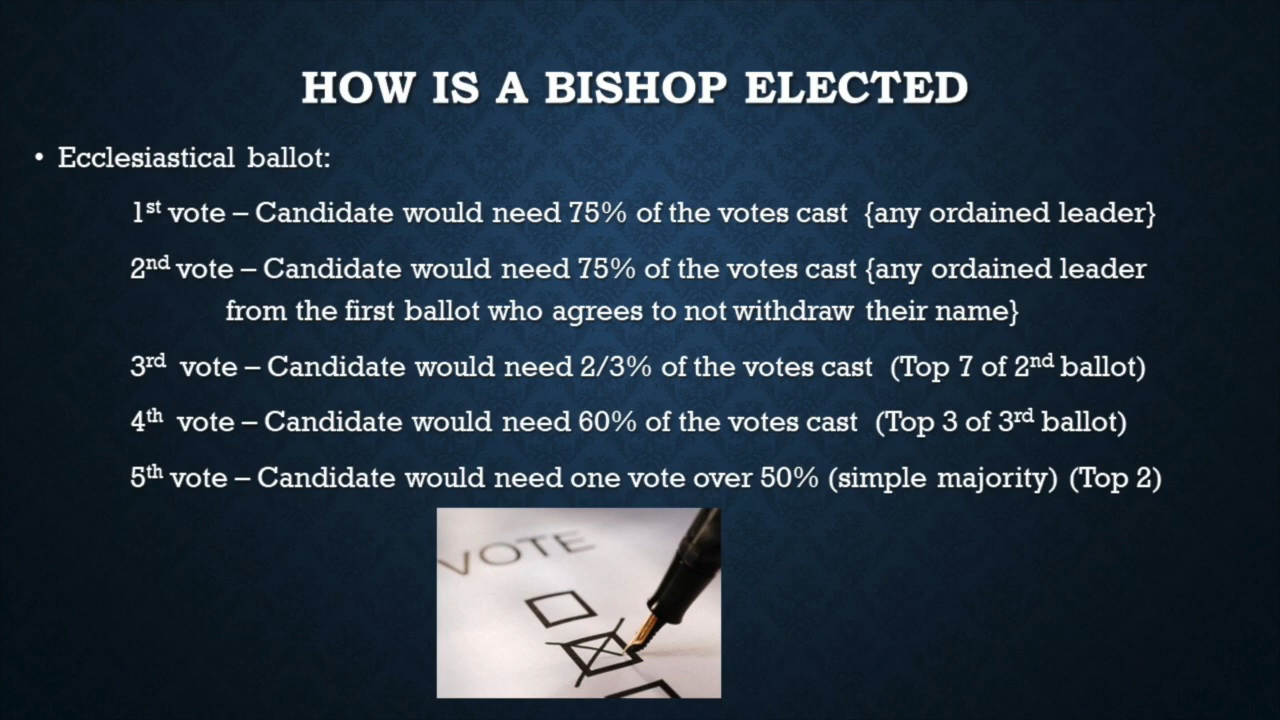 HOW IS A BISHOP ELECTED
• Ecclesiastical ballot:
1st vote – Candidate would need 75% of the votes cast {any ordained leader}
2nd vote – Candidate would need 75% of the votes cast {any ordained leader
from the first ballot who agrees to not withdraw their name}
3rd vote – Candidate would need 2/3% of the votes cast (Top 7 of 2nd ballot)
4th vote – Candidate would need 60% of the votes cast (Top 3 of 3rd ballot)
5th vote – Candidate would need one vote over 50% (simple majority) (Top 2)
VOTE